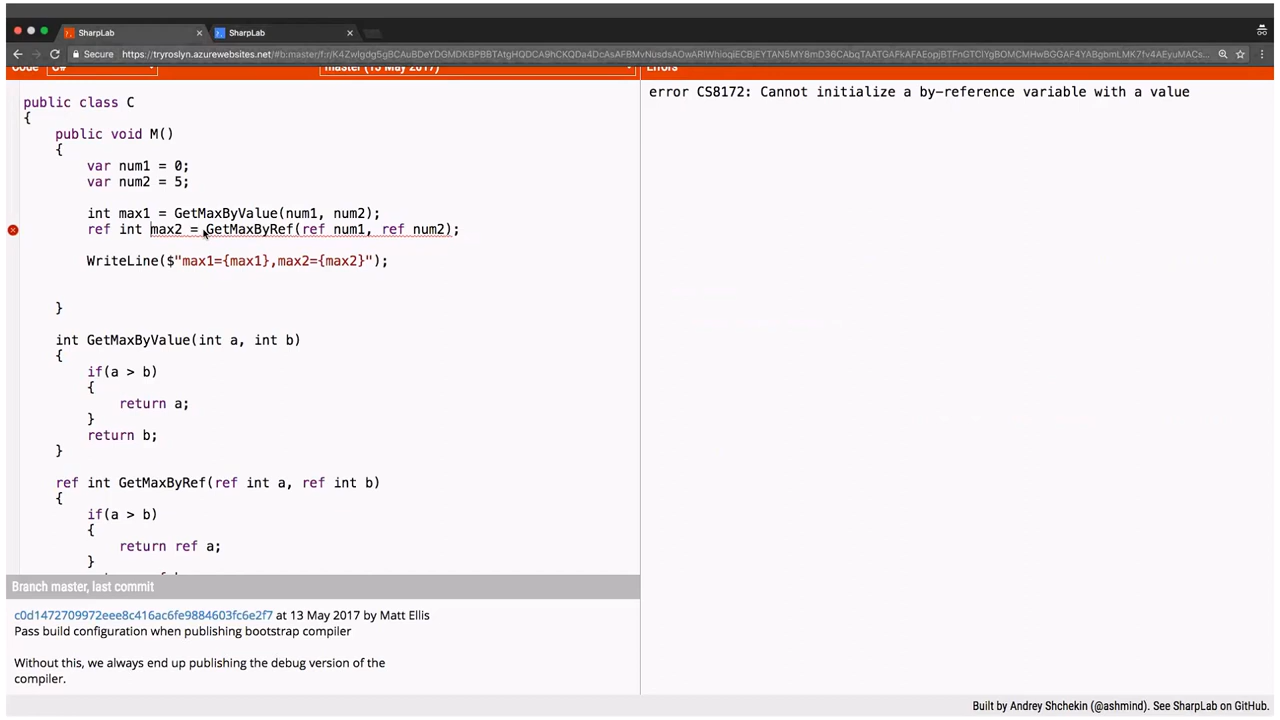 SharpLab
SharpLab
Secure
Code C# master (13 May 2017) Errors
public class C
{
public void M()
{
var num1 = 0;
var num2 = 5;
int max1 = GetMaxByValue(num1, num2);
ref int max2 = GetMaxByRef(ref num1, ref num2);
WriteLine($"max1={max1},max2={max2}");
}
int GetMaxByValue(int a, int b)
{
if(a > b)
{
return a;
}
return b;
}
ref int GetMaxByRef(ref int a, ref int b)
{
if(a > b)
{
return ref a;
}
error CS8172: Cannot initialize a by-reference variable with a value
Branch master, last commit
c0d1472709972eee8c416ac6fe9884603fc6e2f7 at 13 May 2017 by Matt Ellis
Pass build configuration when publishing bootstrap compiler
Without this, we always end up publishing the debug version of the
compiler.
Built by Andrey Shchekin (@ashmind). See SharpLab on GitHub.